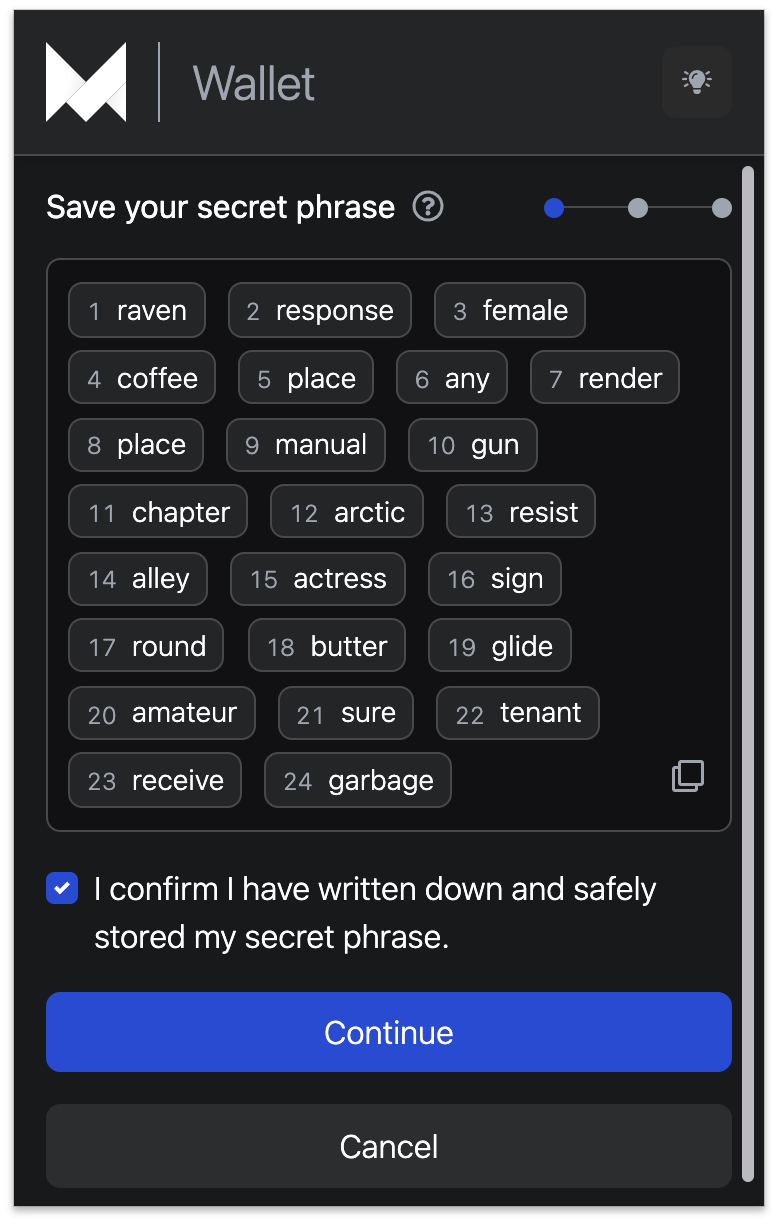 Wallet
Save your secret phrase ?
1 raven 2 response 3 female
4 coffee 5 place 6 any 7 render
8 place 9 manual 10 gun
11 chapter 12 arctic 13 resist
14 alley 15 actress 16 sign
17 round 18 butter 19 glide
20 amateur 21 sure 22 tenant
23 receive 24 garbage
I confirm I have written down and safely
stored my secret phrase.
Continue
Cancel